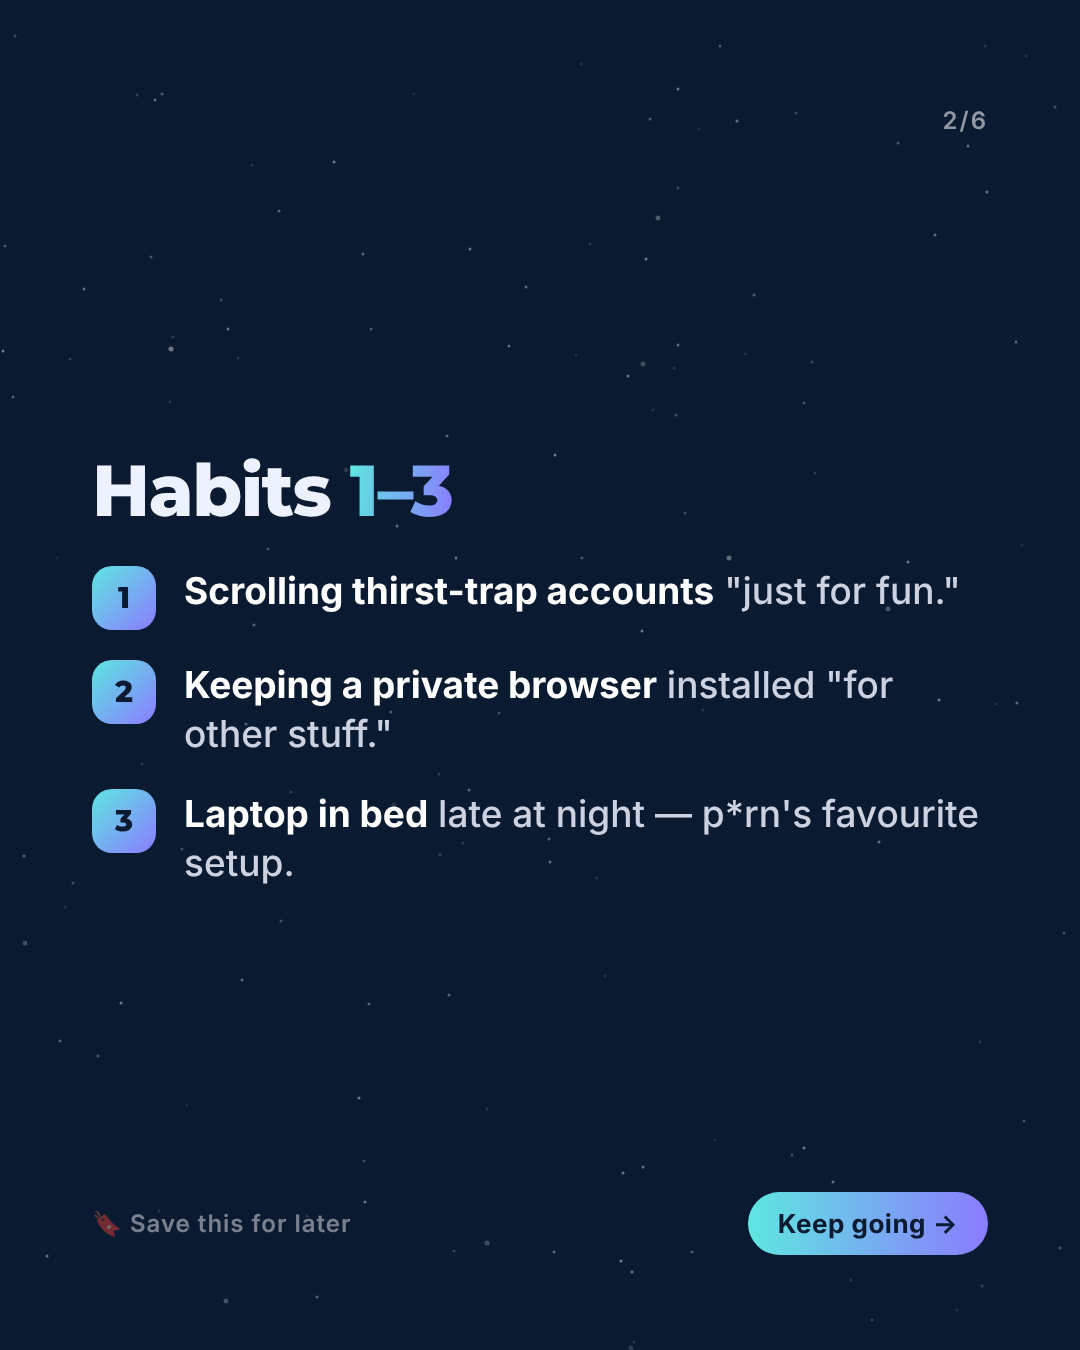 2/6
Habits 1–3
1
Scrolling thirst-trap accounts "just for fun."
2
Keeping a private browser installed "for
other stuff."
3
Laptop in bed late at night — p*rn's favourite
setup.
🔖 Save this for later
Keep going →